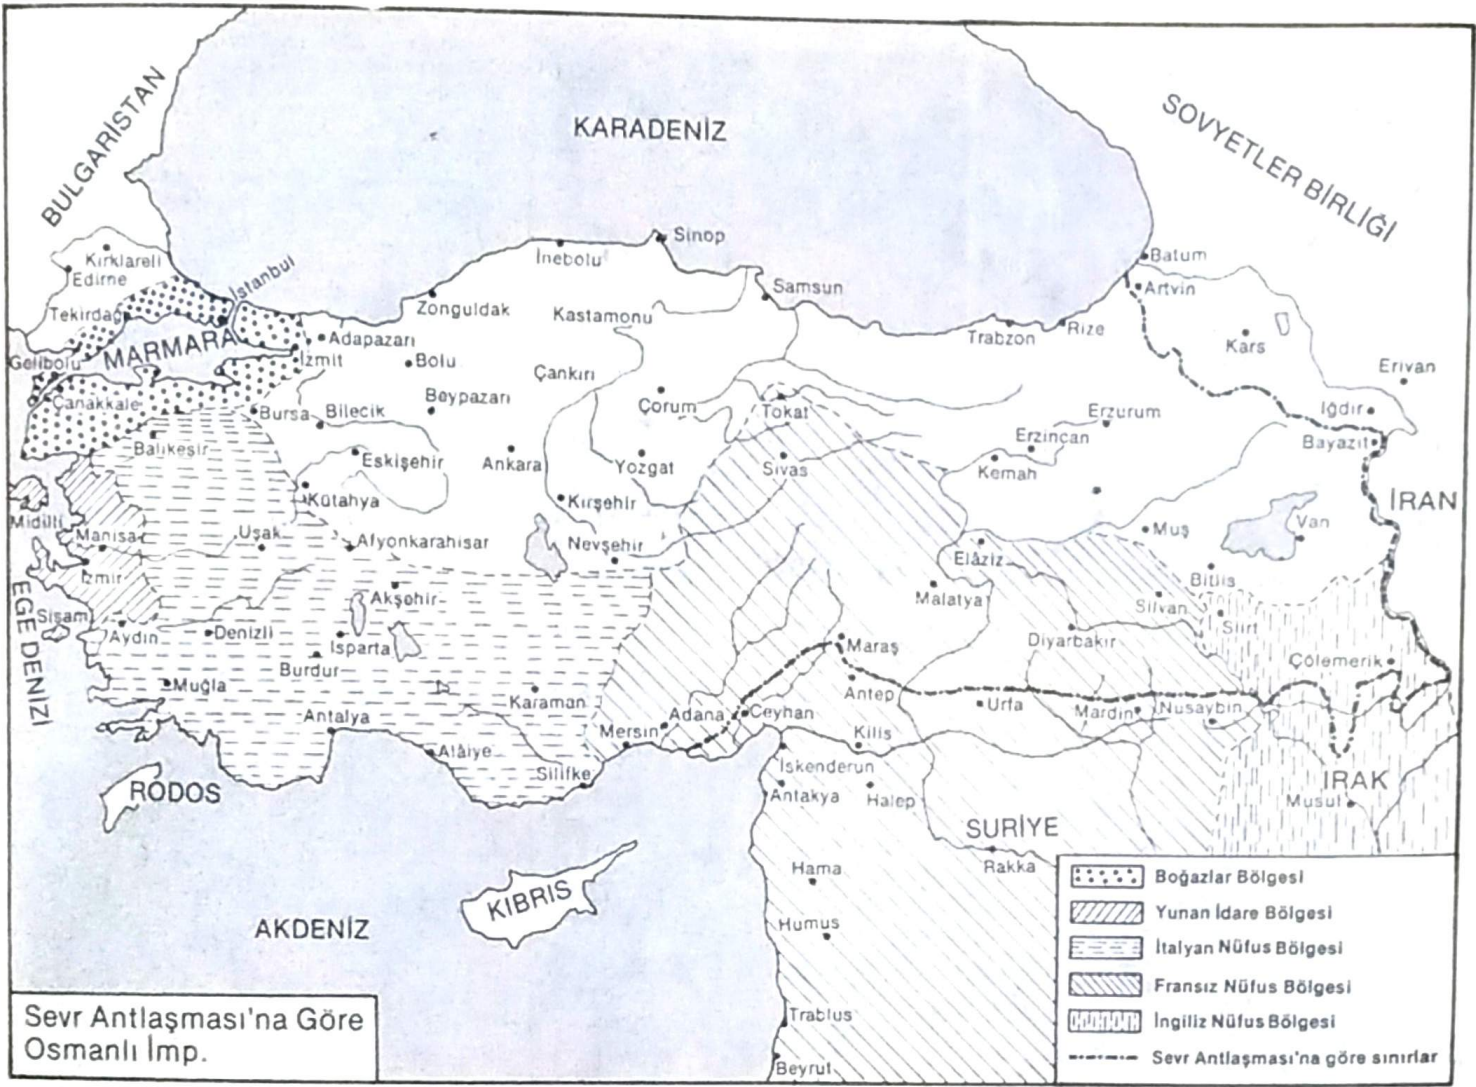 BULGARİSTAN
KARADENİZ
SOVYETLER BİRLİĞİ
Kırklareli
Edirne
İstanbul
Tekirdağ
MARMARA
Gelibolu
Çanakkale
Adapazarı
İzmit
Bolu
Zonguldak
İnebolu
Sinop
Kastamonu
Samsun
Trabzon
Rize
Batum
Artvin
Kars
Erivan
Iğdır
Bayazıt
Bursa
Bilecik
Beypazarı
Çankırı
Çorum
Tokat
Erzurum
Erzincan
Kemah
Balıkesir
Eskişehir
Ankara
Yozgat
Sivas
Kütahya
Kırşehir
İRAN
Midilli
Manisa
Uşak
Afyonkarahisar
Nevşehir
Elâziz
Muş
Van
İzmir
Akşehir
Malatya
Silvan
Bitlis
Siirt
EGE DENİZİ
Sisam
Aydın
Denizli
Isparta
Burdur
Diyarbakır
Maraş
Çölemerik
Muğla
Karaman
Antep
Antalya
Mersin
Adana
Ceyhan
Urfa
Mardin
Nusaybin
Alâiye
Kilis
Silifke
İskenderun
Antakya
Halep
RODOS
IRAK
Musul
SURİYE
Rakka
KIBRIS
Hama
AKDENİZ
Humus
Trablus
Beyrut
Boğazlar Bölgesi
Yunan İdare Bölgesi
İtalyan Nüfus Bölgesi
Fransız Nüfus Bölgesi
İngiliz Nüfus Bölgesi
Sevr Antlaşması'na göre sınırlar
Sevr Antlaşması'na Göre
Osmanlı İmp.